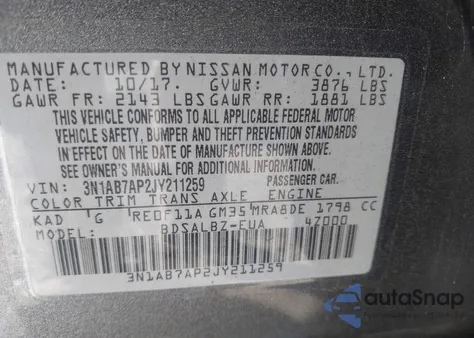 MANUFACTURED BY NISSAN MOTOR CO., LTD.
DATE: 10/17. GVWR: 3876 LBS
GAWR FR: 2143 LBS GAWR RR: 1881 LBS
THIS VEHICLE CONFORMS TO ALL APPLICABLE FEDERAL MOTOR
VEHICLE SAFETY, BUMPER, AND THEFT PREVENTION STANDARDS
IN EFFECT ON THE DATE OF MANUFACTURE SHOWN ABOVE.
SEE OWNER'S MANUAL FOR ADDITIONAL INFORMATION.
VIN: 3N1AB7AP2JY211259 PASSENGER CAR.
COLOR TRIM TRANS AXLE ENGINE
KAD G RE0F11A GM35 MRA8DE 1798 CC
MODEL: BDSALBZ-EUA 4Z000
3N1AB7AP2JY211259
autoSnap